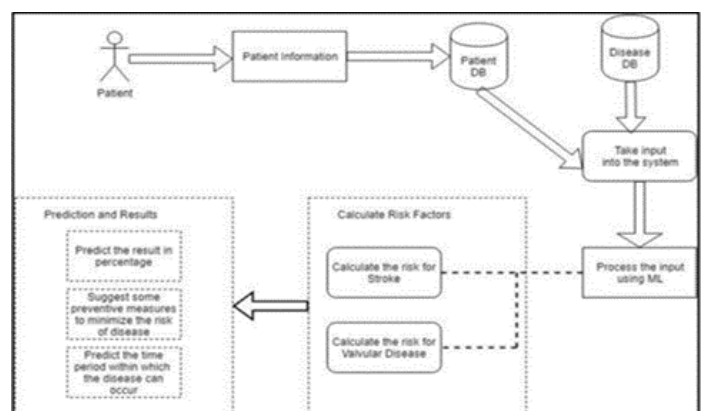 Patient
Patient Information
Patient
DB
Disease
DB
Take input
into the system
Process the input
using ML
Calculate Risk Factors
Calculate the risk for
Stroke
Calculate the risk for
Valvular Disease
Prediction and Results
Predict the result in
percentage
Suggest some
preventive measures
to minimize the risk
of disease
Predict the time
period within which
the disease can
occur